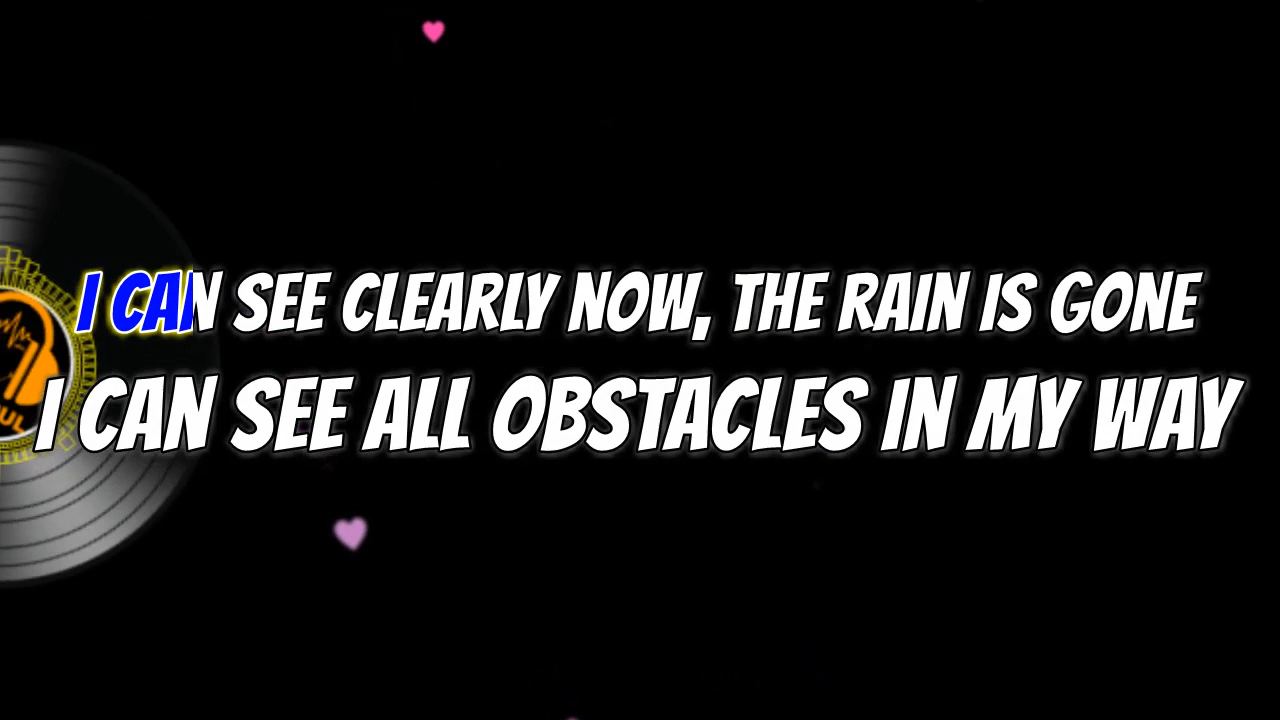 I CAN SEE CLEARLY NOW, THE RAIN IS GONE
I CAN SEE ALL OBSTACLES IN MY WAY